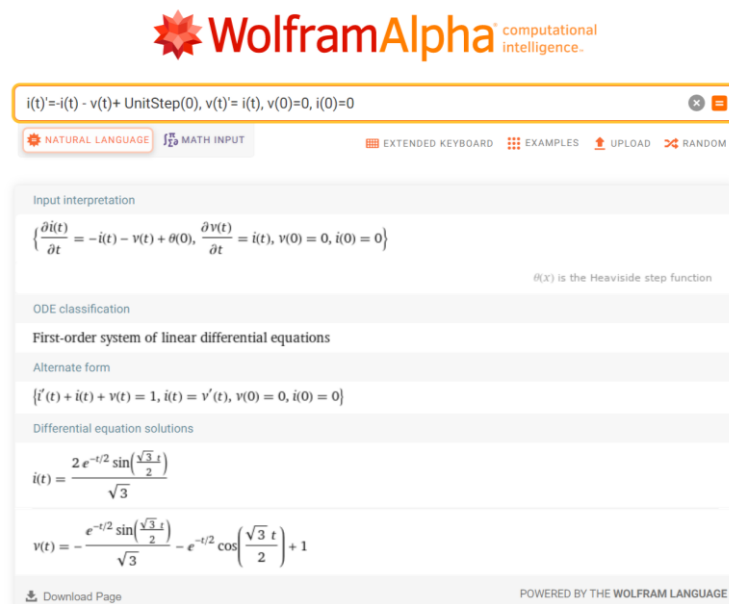 WolframAlpha computational intelligence.
i(t)'=-i(t) - v(t)+ UnitStep(0), v(t)'= i(t), v(0)=0, i(0)=0
NATURAL LANGUAGE MATH INPUT EXTENDED KEYBOARD EXAMPLES UPLOAD RANDOM
Input interpretation
{∂i(t)/∂t = -i(t) - v(t) + θ(0), ∂v(t)/∂t = i(t), v(0) = 0, i(0) = 0}
θ(x) is the Heaviside step function
ODE classification
First-order system of linear differential equations
Alternate form
{i'(t) + i(t) + v(t) = 1, i(t) = v'(t), v(0) = 0, i(0) = 0}
Differential equation solutions
i(t) = (2 e^(-t/2) sin((√3 t)/2))/√3
v(t) = -(e^(-t/2) sin((√3 t)/2))/√3 - e^(-t/2) cos((√3 t)/2) + 1
Download Page POWERED BY THE WOLFRAM LANGUAGE